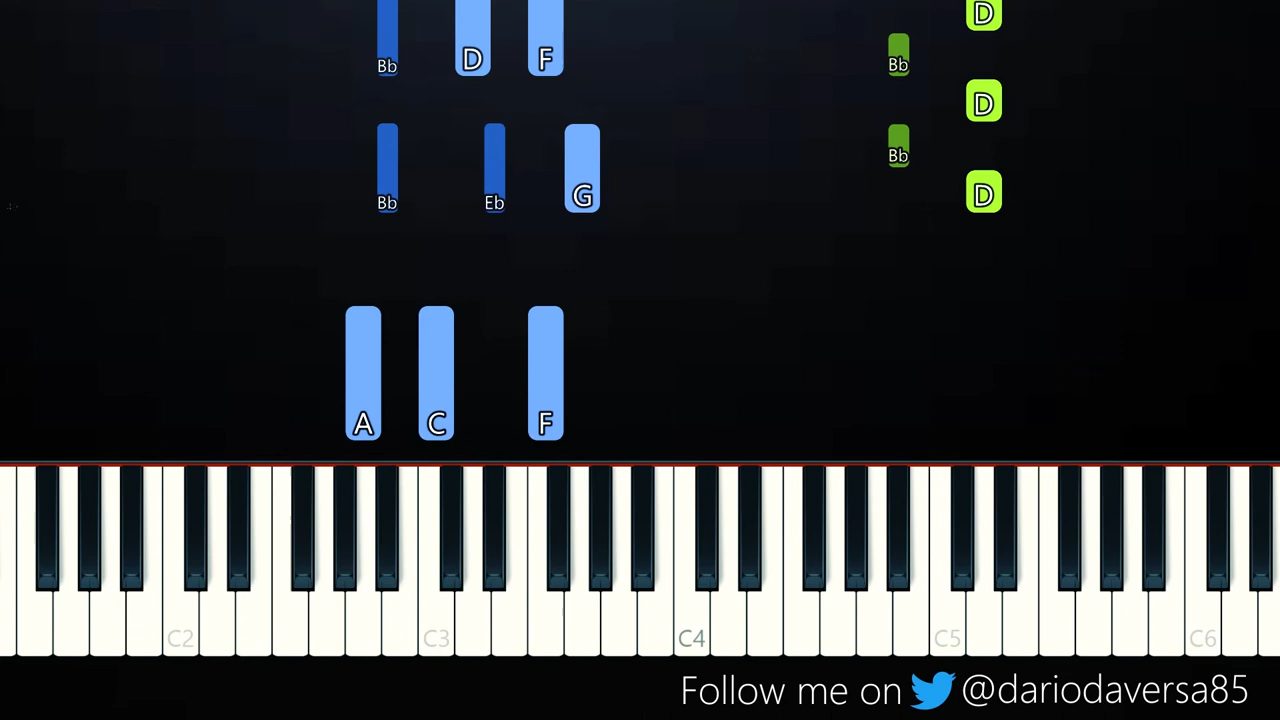 D
Bb D F Bb
D
Bb
Bb Eb G D
A C F
C2 C3 C4 C5 C6
Follow me on @dariodaversa85